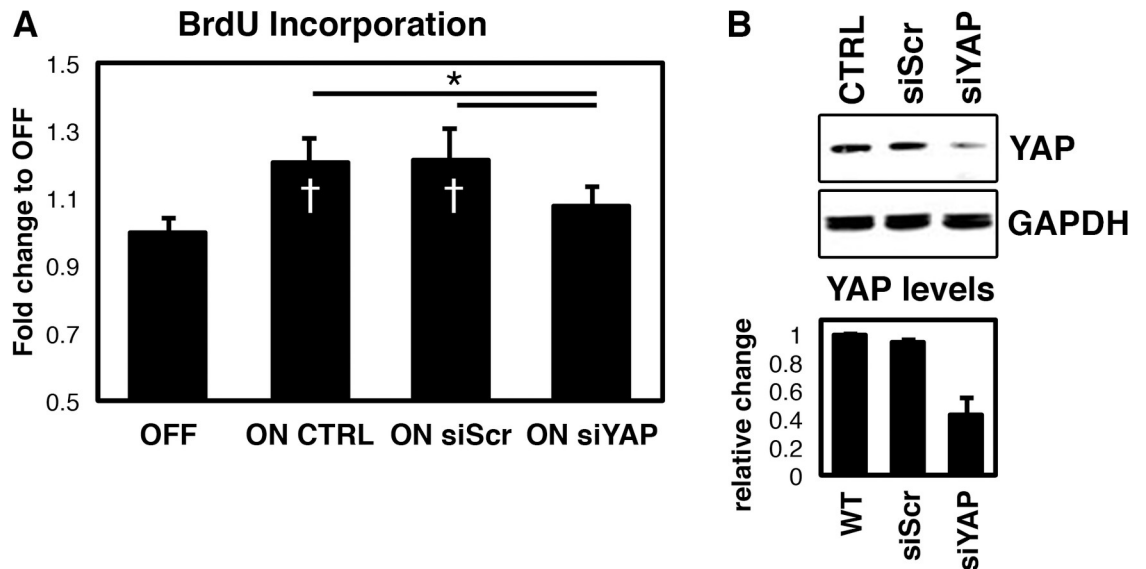 A
BrdU Incorporation
Fold change to OFF
1.5
1.3
1.1
0.9
0.7
0.5
*
†
†
OFF
ON CTRL
ON siScr
ON siYAP
B
CTRL
siScr
siYAP
YAP
GAPDH
YAP levels
relative change
1
0.8
0.6
0.4
0.2
0
WT
siScr
siYAP